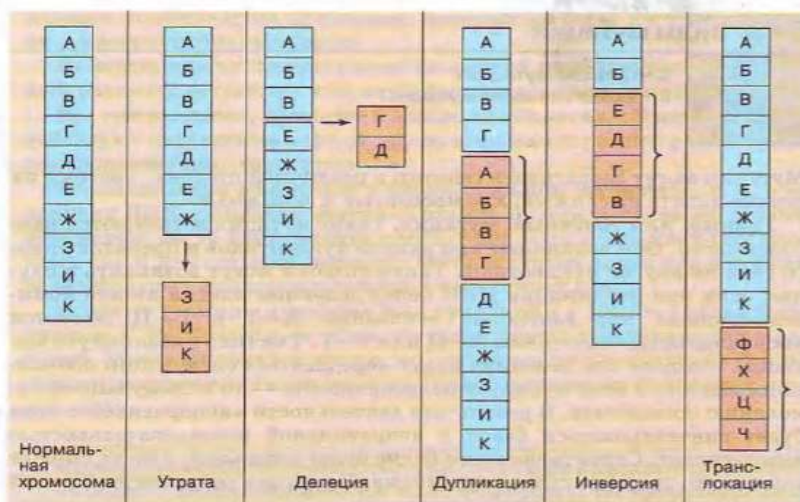 А
Б
В
Г
Д
Е
Ж
З
И
К
Нормаль-
ная
хромосома
А
Б
В
Г
Д
Е
Ж
З
И
К
Утрата
А
Б
В
Е
Ж
З
И
К
Г
Д
Делеция
А
Б
В
Г
А
Б
В
Г
Д
Е
Ж
З
И
К
Дупликация
А
Б
Е
Д
Г
В
Ж
З
И
К
Инверсия
А
Б
В
Г
Д
Е
Ж
З
И
К
Ф
Х
Ц
Ч
Транс-
локация